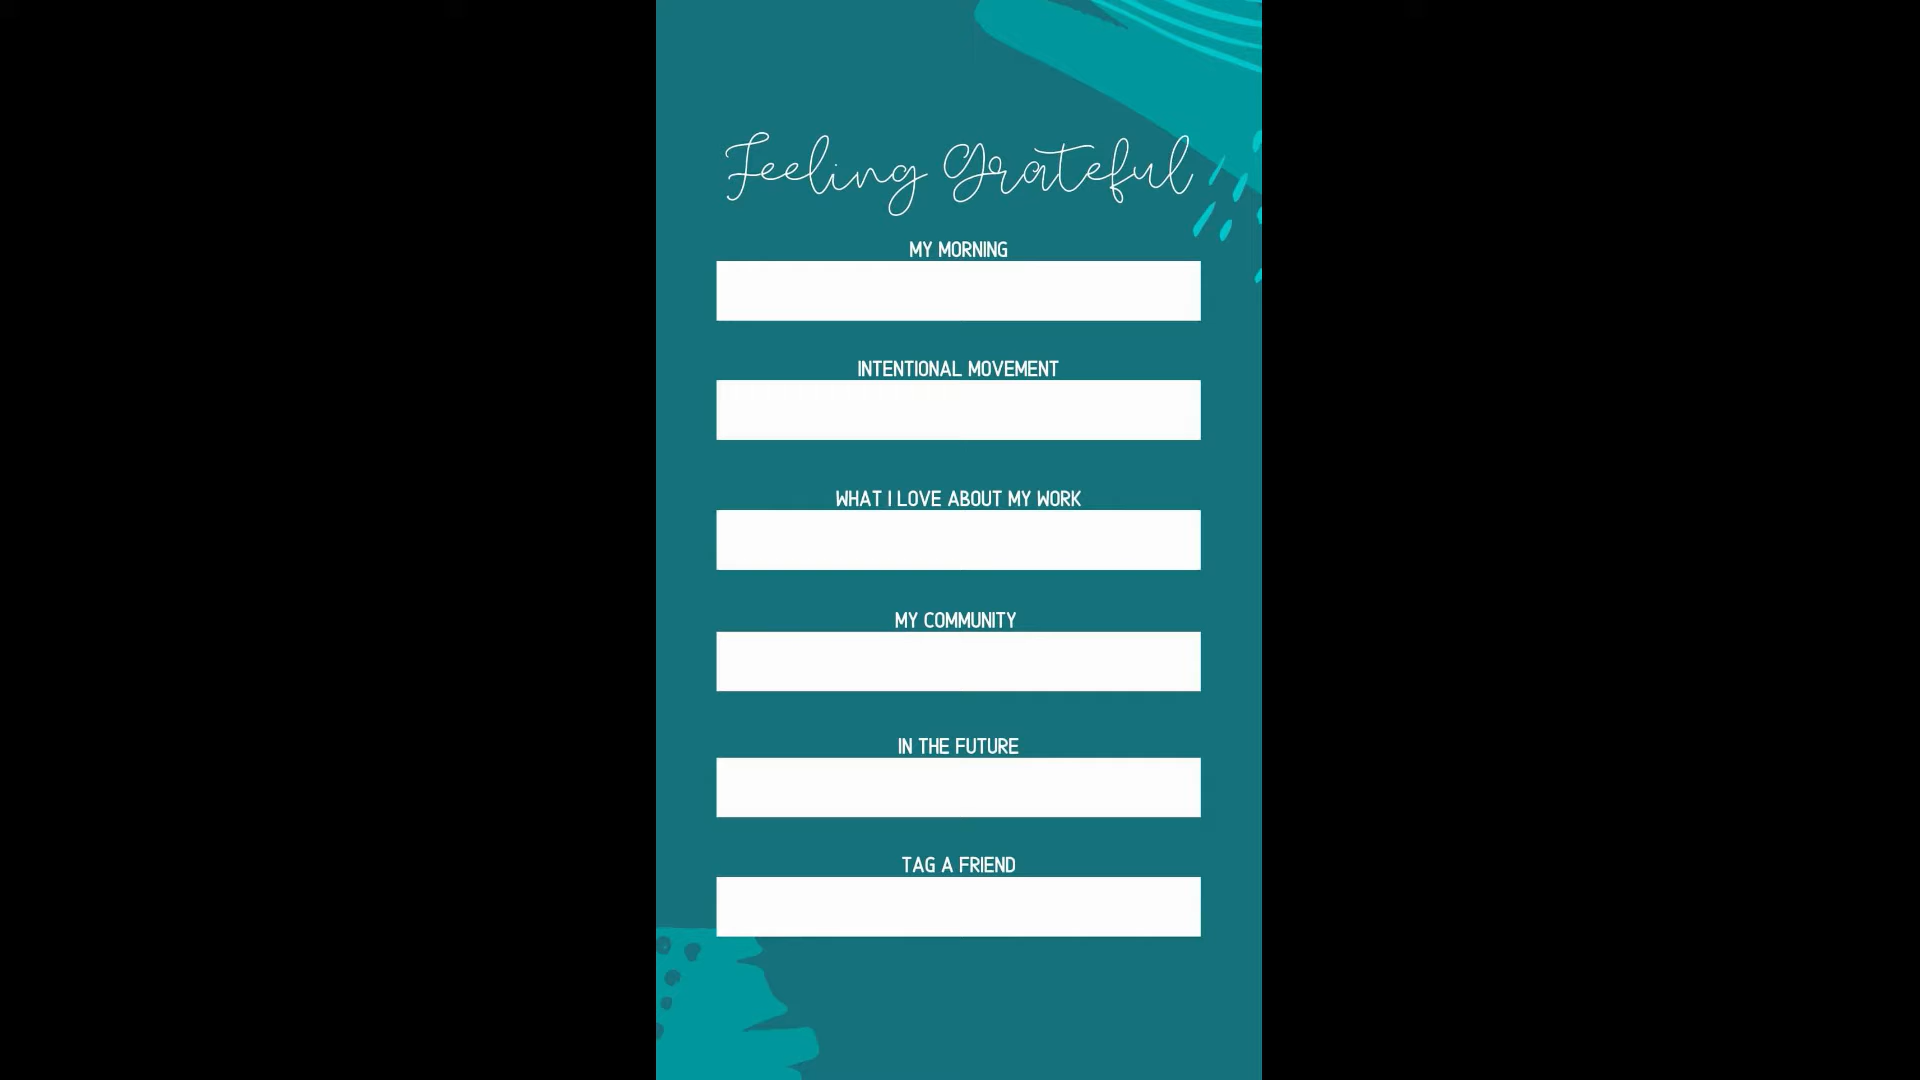 Feeling Grateful
MY MORNING
INTENTIONAL MOVEMENT
WHAT I LOVE ABOUT MY WORK
MY COMMUNITY
IN THE FUTURE
TAG A FRIEND